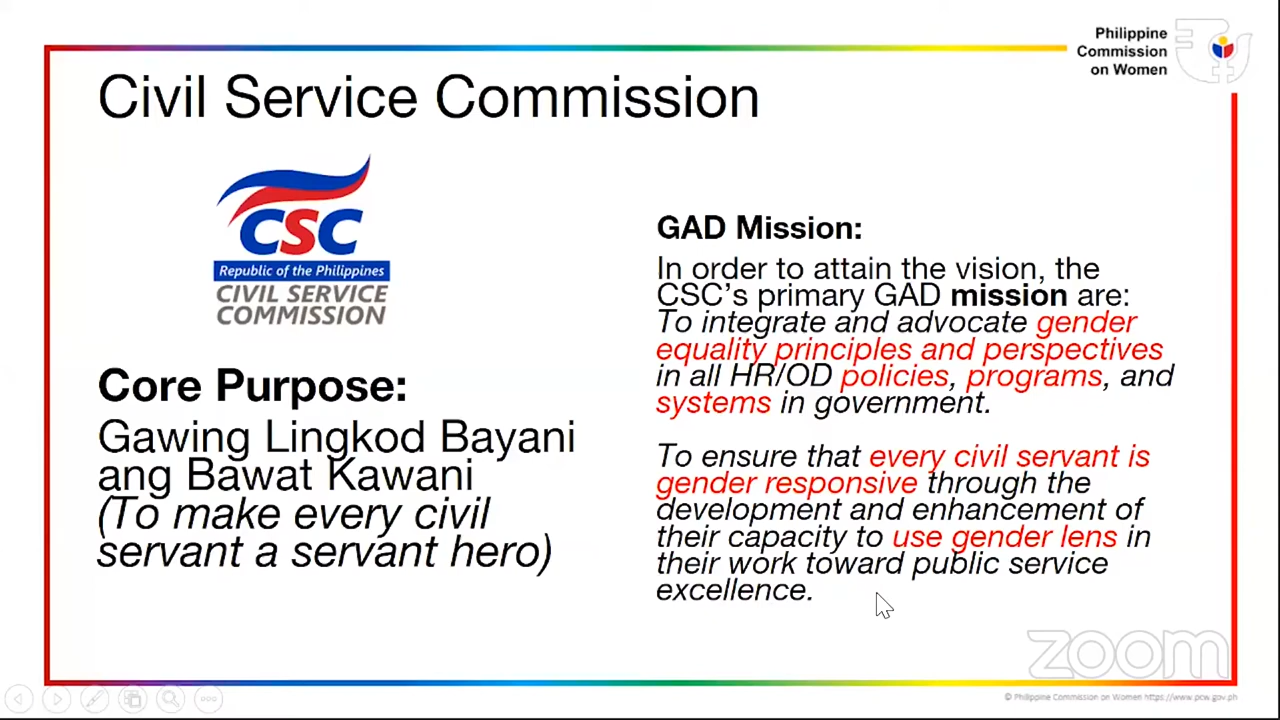 Philippine
Commission
on Women
Civil Service Commission
CSC
Republic of the Philippines
CIVIL SERVICE
COMMISSION
Core Purpose:
Gawing Lingkod Bayani
ang Bawat Kawani
(To make every civil
servant a servant hero)
GAD Mission:
In order to attain the vision, the
CSC’s primary GAD mission are:
To integrate and advocate gender
equality principles and perspectives
in all HR/OD policies, programs, and
systems in government.
To ensure that every civil servant is
gender responsive through the
development and enhancement of
their capacity to use gender lens in
their work toward public service
excellence.
zoom
© Philippine Commission on Women https://www.pcw.gov.ph